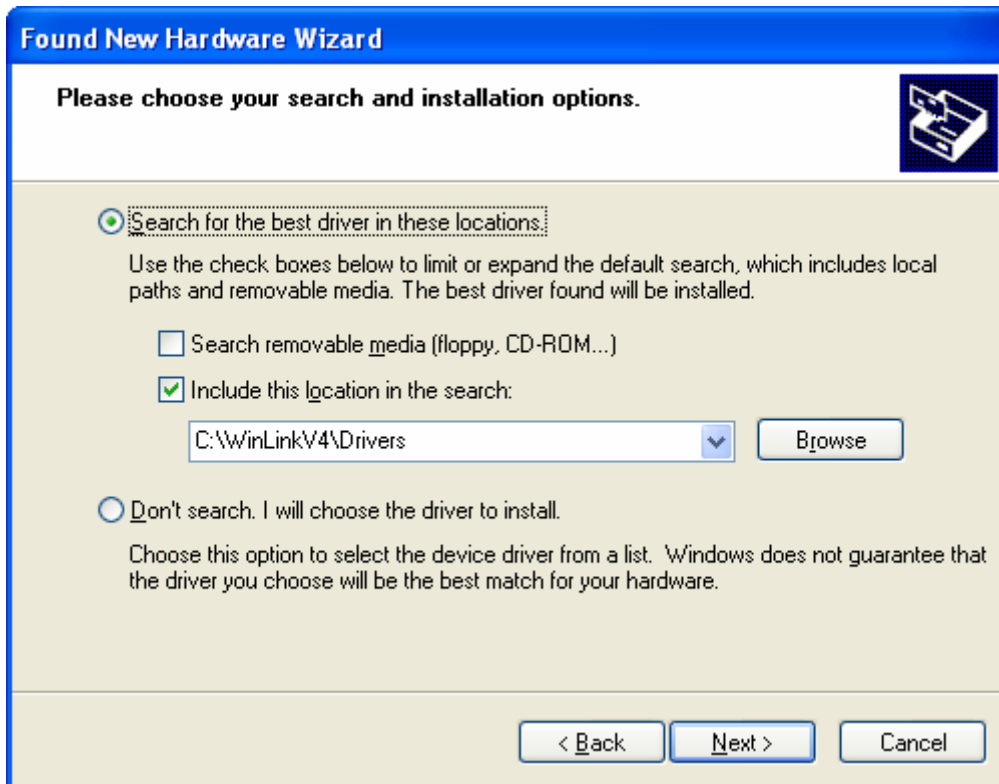 Found New Hardware Wizard
Please choose your search and installation options.
Search for the best driver in these locations.
Use the check boxes below to limit or expand the default search, which includes local
paths and removable media. The best driver found will be installed.
Search removable media (floppy, CD-ROM...)
Include this location in the search:
C:\WinLinkV4\Drivers
Browse
Don't search. I will choose the driver to install.
Choose this option to select the device driver from a list.  Windows does not guarantee that
the driver you choose will be the best match for your hardware.
< Back
Next >
Cancel